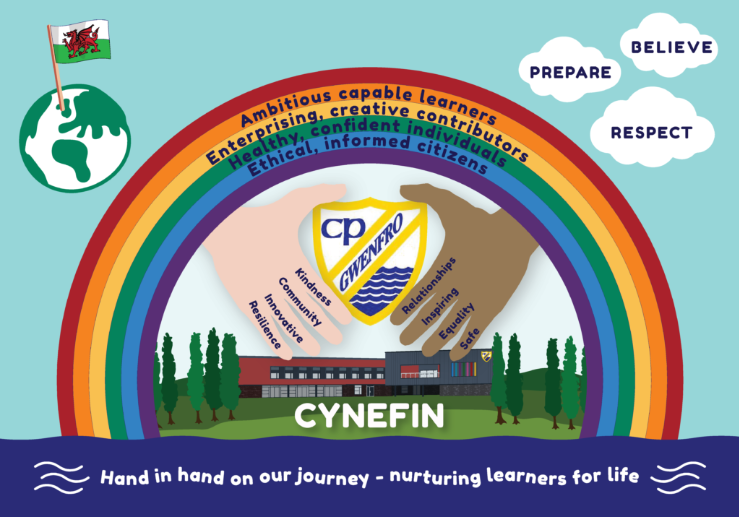 BELIEVE
PREPARE
RESPECT
Ambitious capable learners
Enterprising, creative contributors
Healthy, confident individuals
Ethical, informed citizens
cp
GWENFRO
Kindness
Community
Innovative
Resilience
Relationships
Inspiring
Equality
Safe
CYNEFIN
Hand in hand on our journey - nurturing learners for life